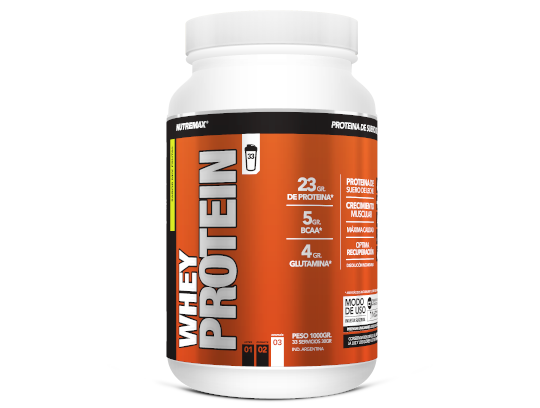 NUTREMAX®
PROTEINA DE SUERO
WHEY
PROTEIN
33
23 GR.
DE PROTEINA*
5 GR.
BCAA*
4 GR.
GLUTAMINA*
PROTEINA DE
SUERO DE LECHE
CRECIMIENTO
MUSCULAR
MÁXIMA CALIDAD
OPTIMA
RECUPERACIÓN
MODO
DE USO
01
02
03
PESO 1000GR.
33 SERVICIOS 30GR
IND. ARGENTINA